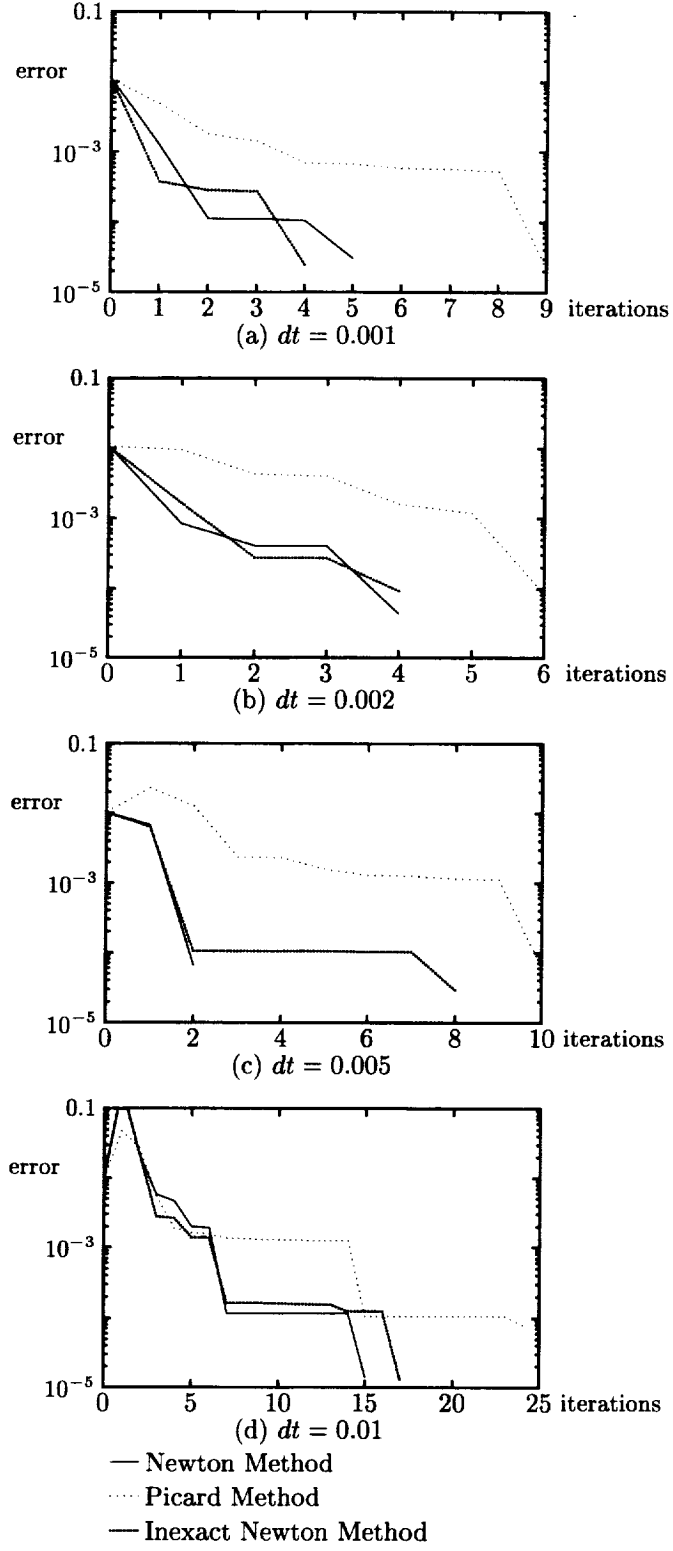 0.1
error
10−3
10−5
0 1 2 3 4 5 6 7 8 9 iterations
(a) dt = 0.001
0.1
error
10−3
10−5
0 1 2 3 4 5 6 iterations
(b) dt = 0.002
0.1
error
10−3
10−5
0 2 4 6 8 10 iterations
(c) dt = 0.005
0.1
error
10−3
10−5
0 5 10 15 20 25 iterations
(d) dt = 0.01
Newton Method
Picard Method
Inexact Newton Method